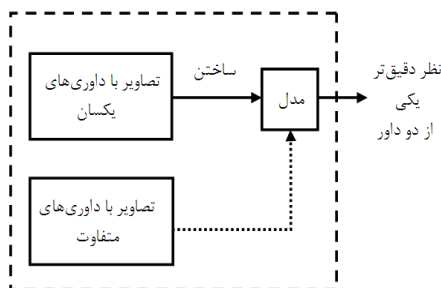 تصاویر با داوری‌های
یکسان
ساختن
مدل
نظر دقیق‌تر
یکی
از دو داور
تصاویر با داوری‌های
متفاوت